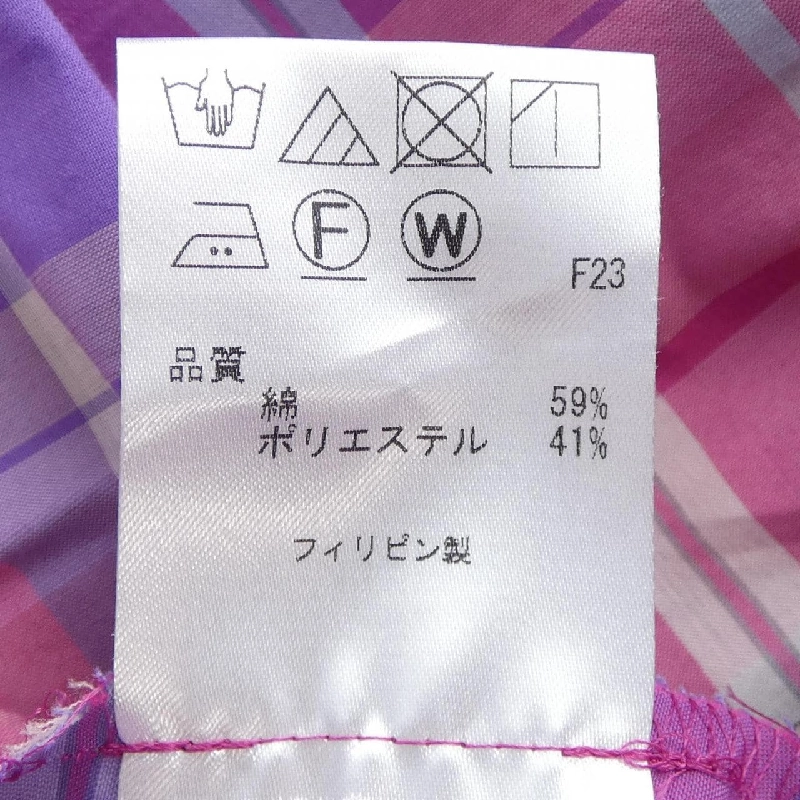 F W
F23
品質
綿 59%
ポリエステル 41%
フィリピン製